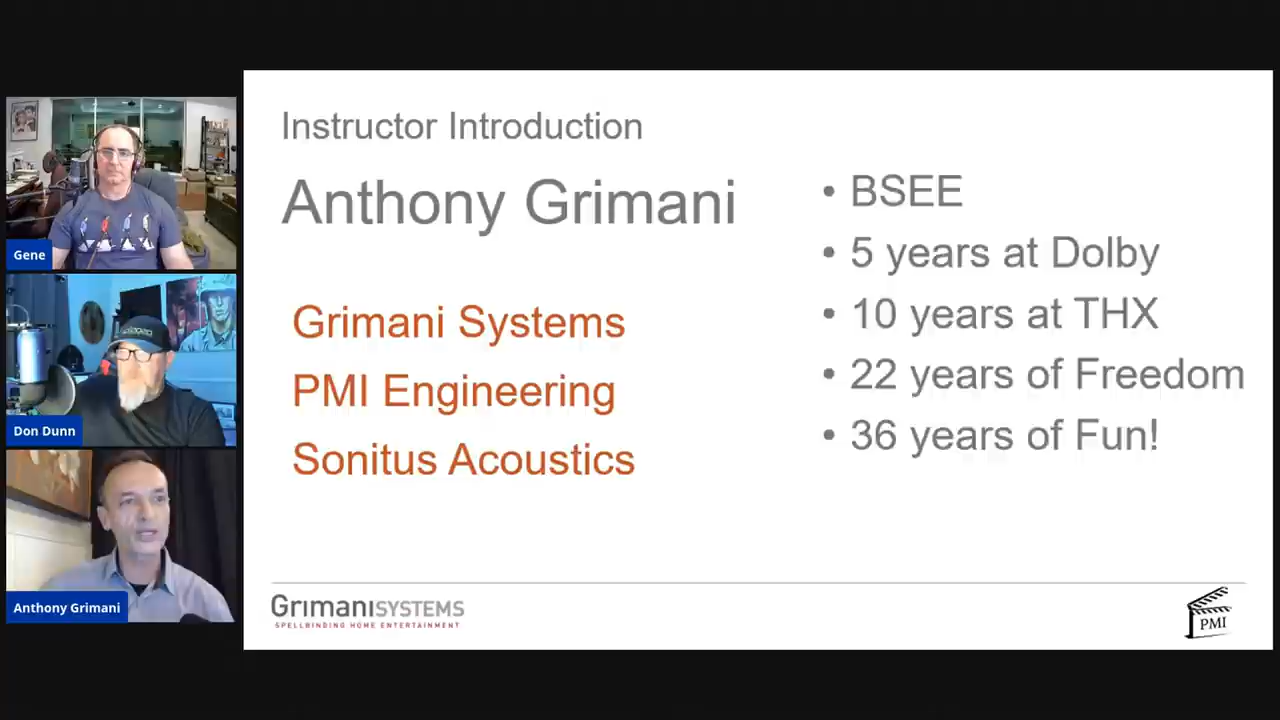 Instructor Introduction
Anthony Grimani
Grimani Systems
PMI Engineering
Sonitus Acoustics
• BSEE
• 5 years at Dolby
• 10 years at THX
• 22 years of Freedom
• 36 years of Fun!
Gene
Don Dunn
Anthony Grimani
GrimaniSYSTEMS
SPELLBINDING HOME ENTERTAINMENT
PMI